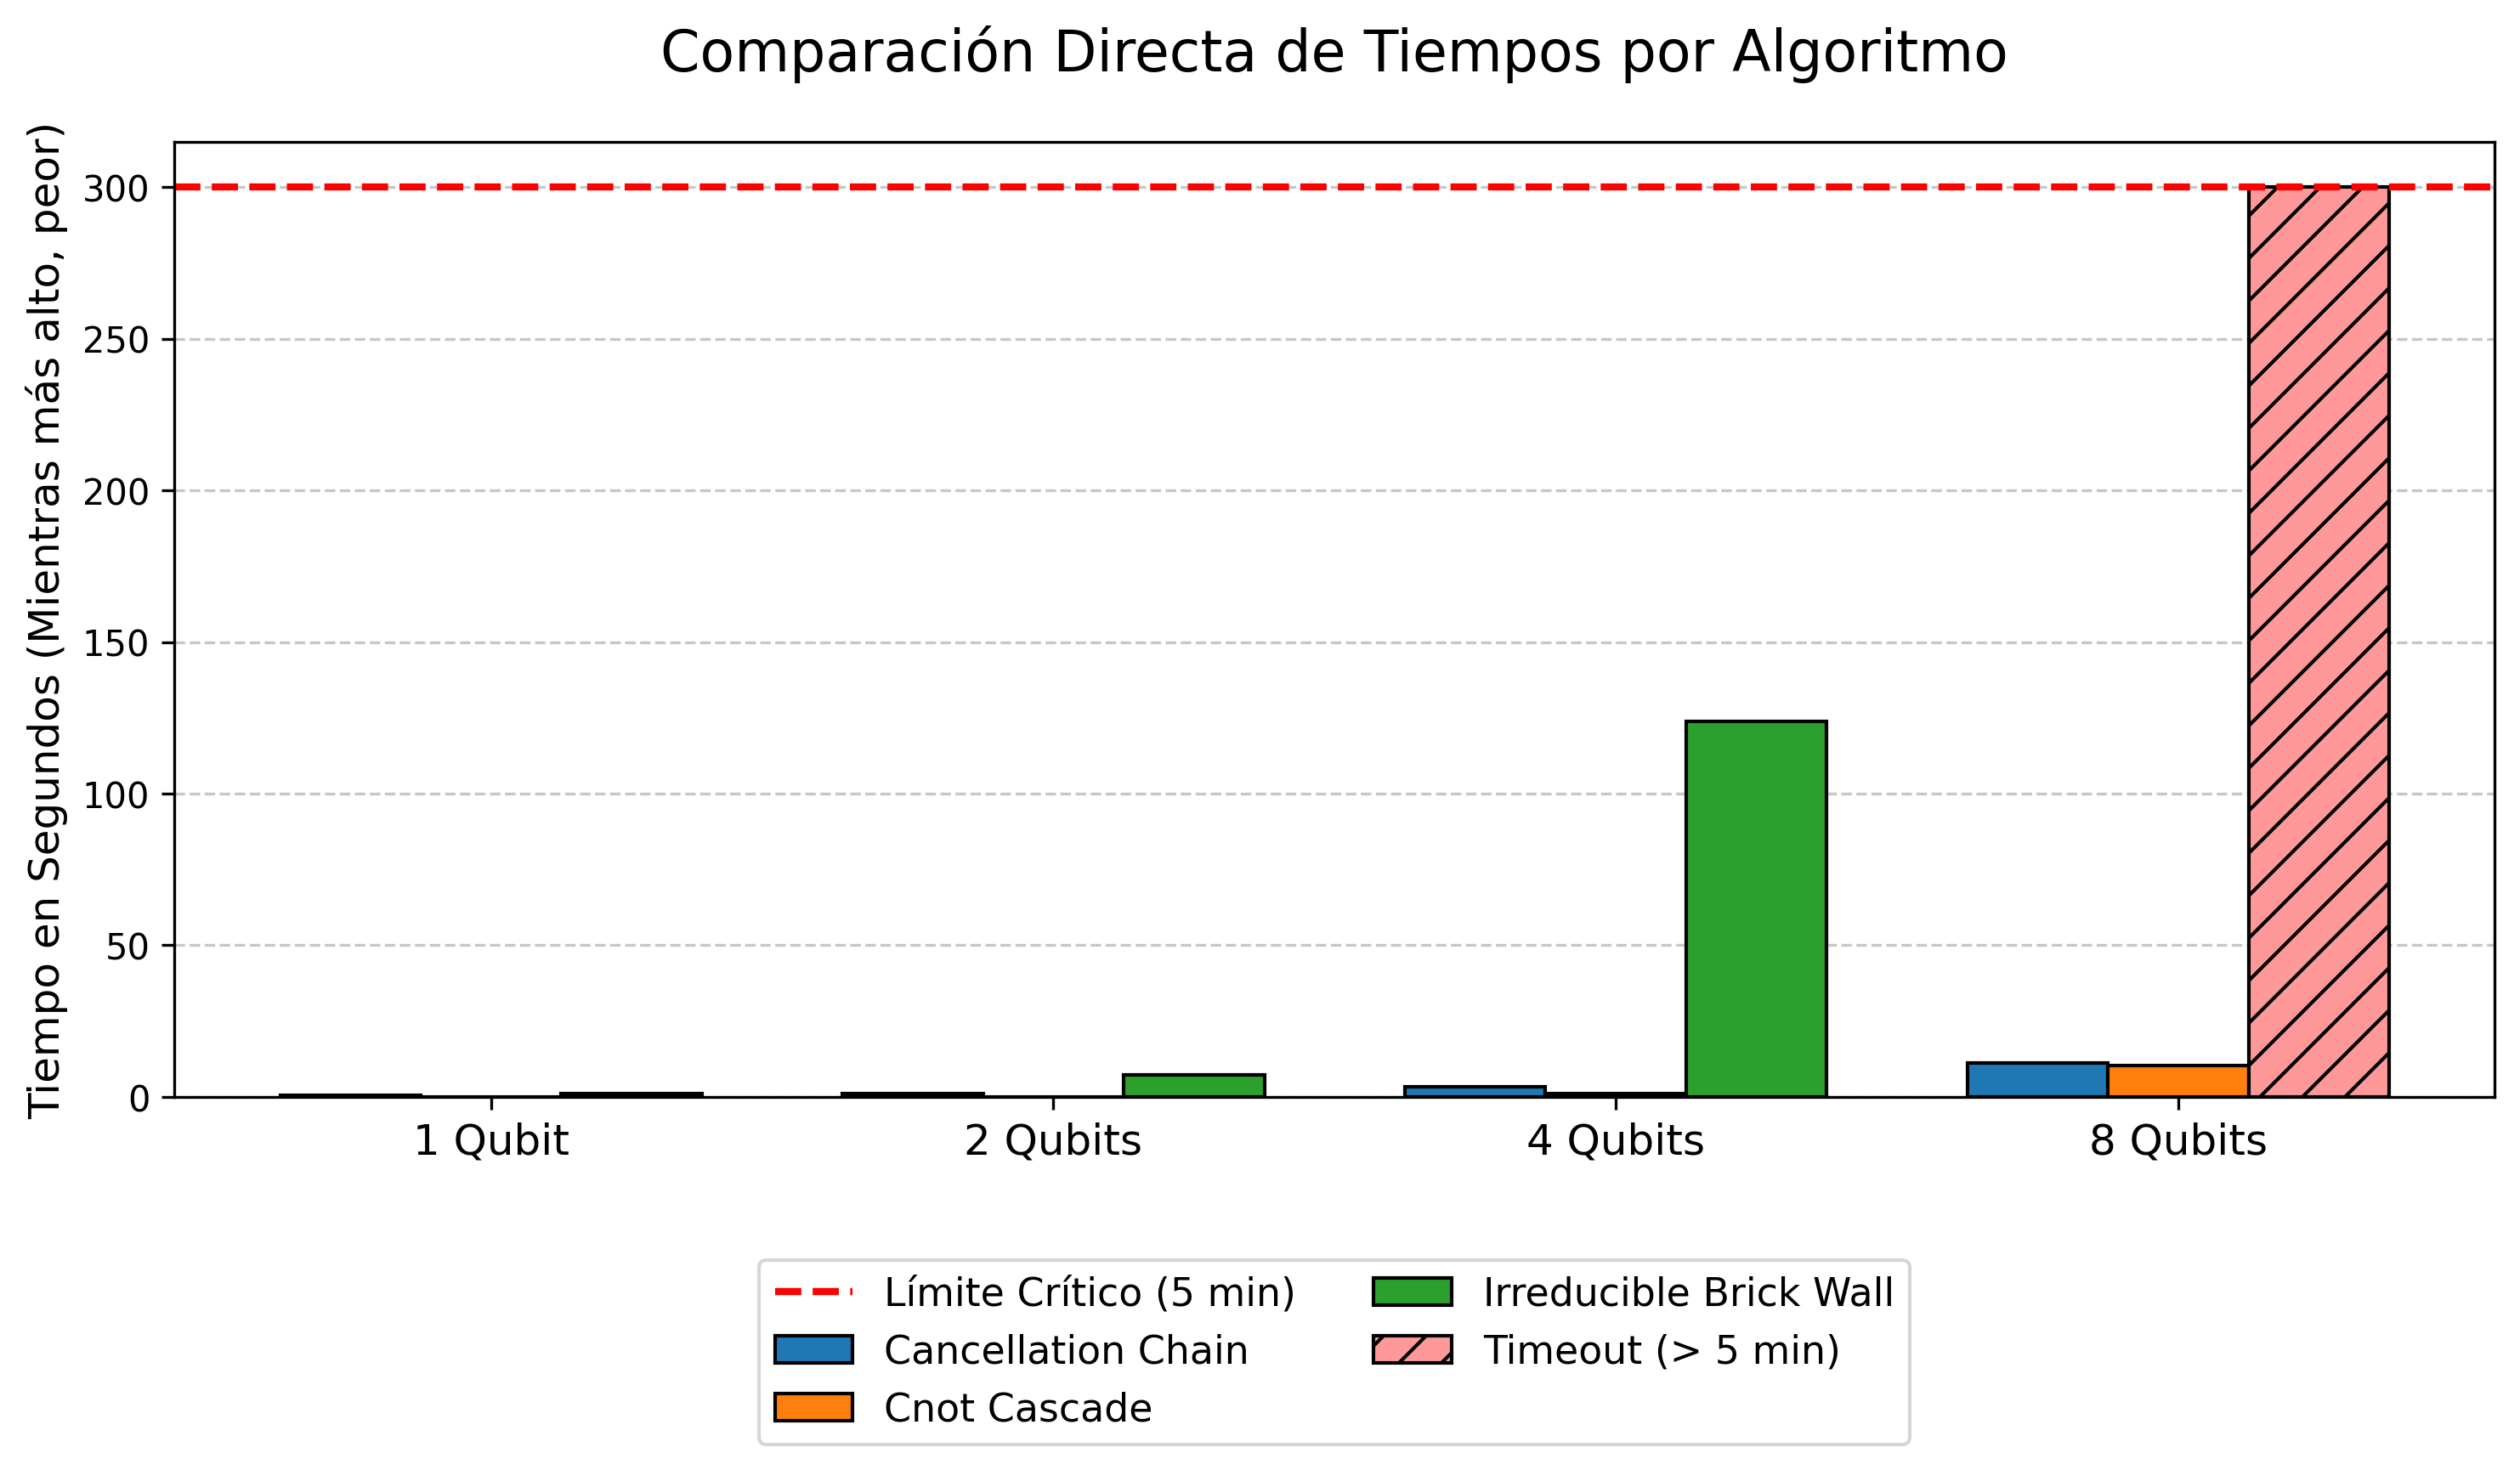 Comparación Directa de Tiempos por Algoritmo
Tiempo en Segundos (Mientras más alto, peor)
300
250
200
150
100
50
0
1 Qubit
2 Qubits
4 Qubits
8 Qubits
Límite Crítico (5 min)
Cancellation Chain
Cnot Cascade
Irreducible Brick Wall
Timeout (> 5 min)